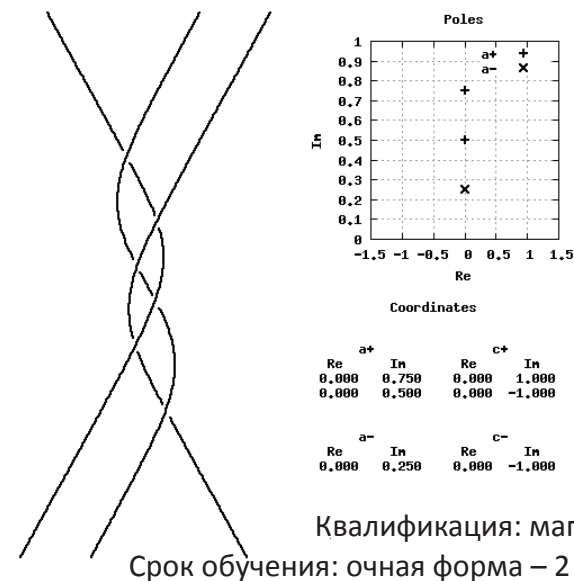 Poles
a+
a−
1
0.9
0.8
0.7
0.6
0.5
0.4
0.3
0.2
0.1
0
Im
-1.5 -1 -0.5 0 0.5 1 1.5
Re
Coordinates
a+ c+
Re Im Re Im
0.000 0.750 0.000 1.000
0.000 0.500 0.000 -1.000
a− c−
Re Im Re Im
0.000 0.250 0.000 -1.000
Квалификация: маг
Срок обучения: очная форма – 2